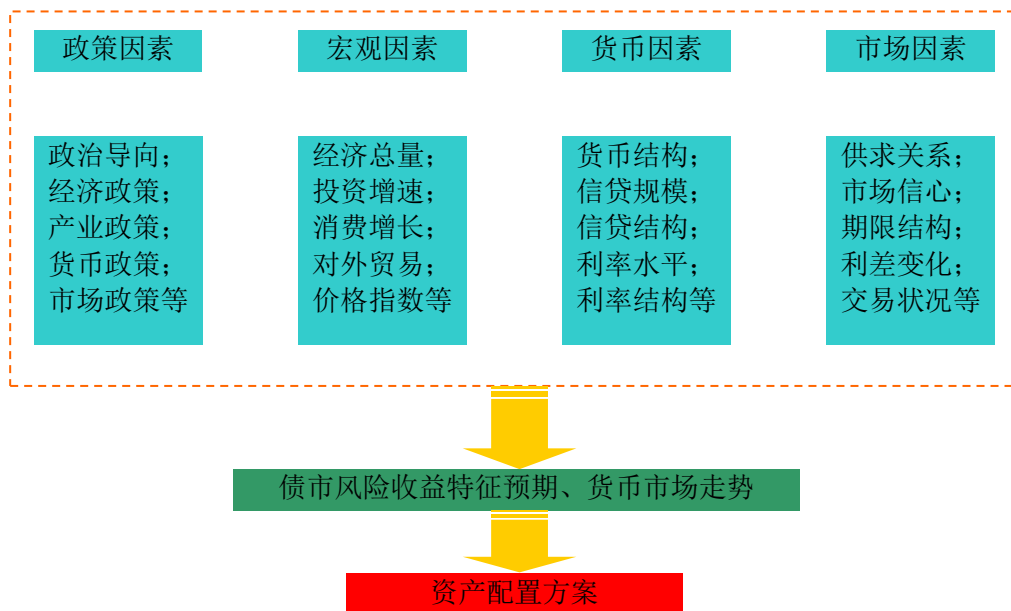 政策因素
宏观因素
货币因素
市场因素
政治导向；
经济政策；
产业政策；
货币政策；
市场政策等
经济总量；
投资增速；
消费增长；
对外贸易；
价格指数等
货币结构；
信贷规模；
信贷结构；
利率水平；
利率结构等
供求关系；
市场信心；
期限结构；
利差变化；
交易状况等
债市风险收益特征预期、货币市场走势
资产配置方案